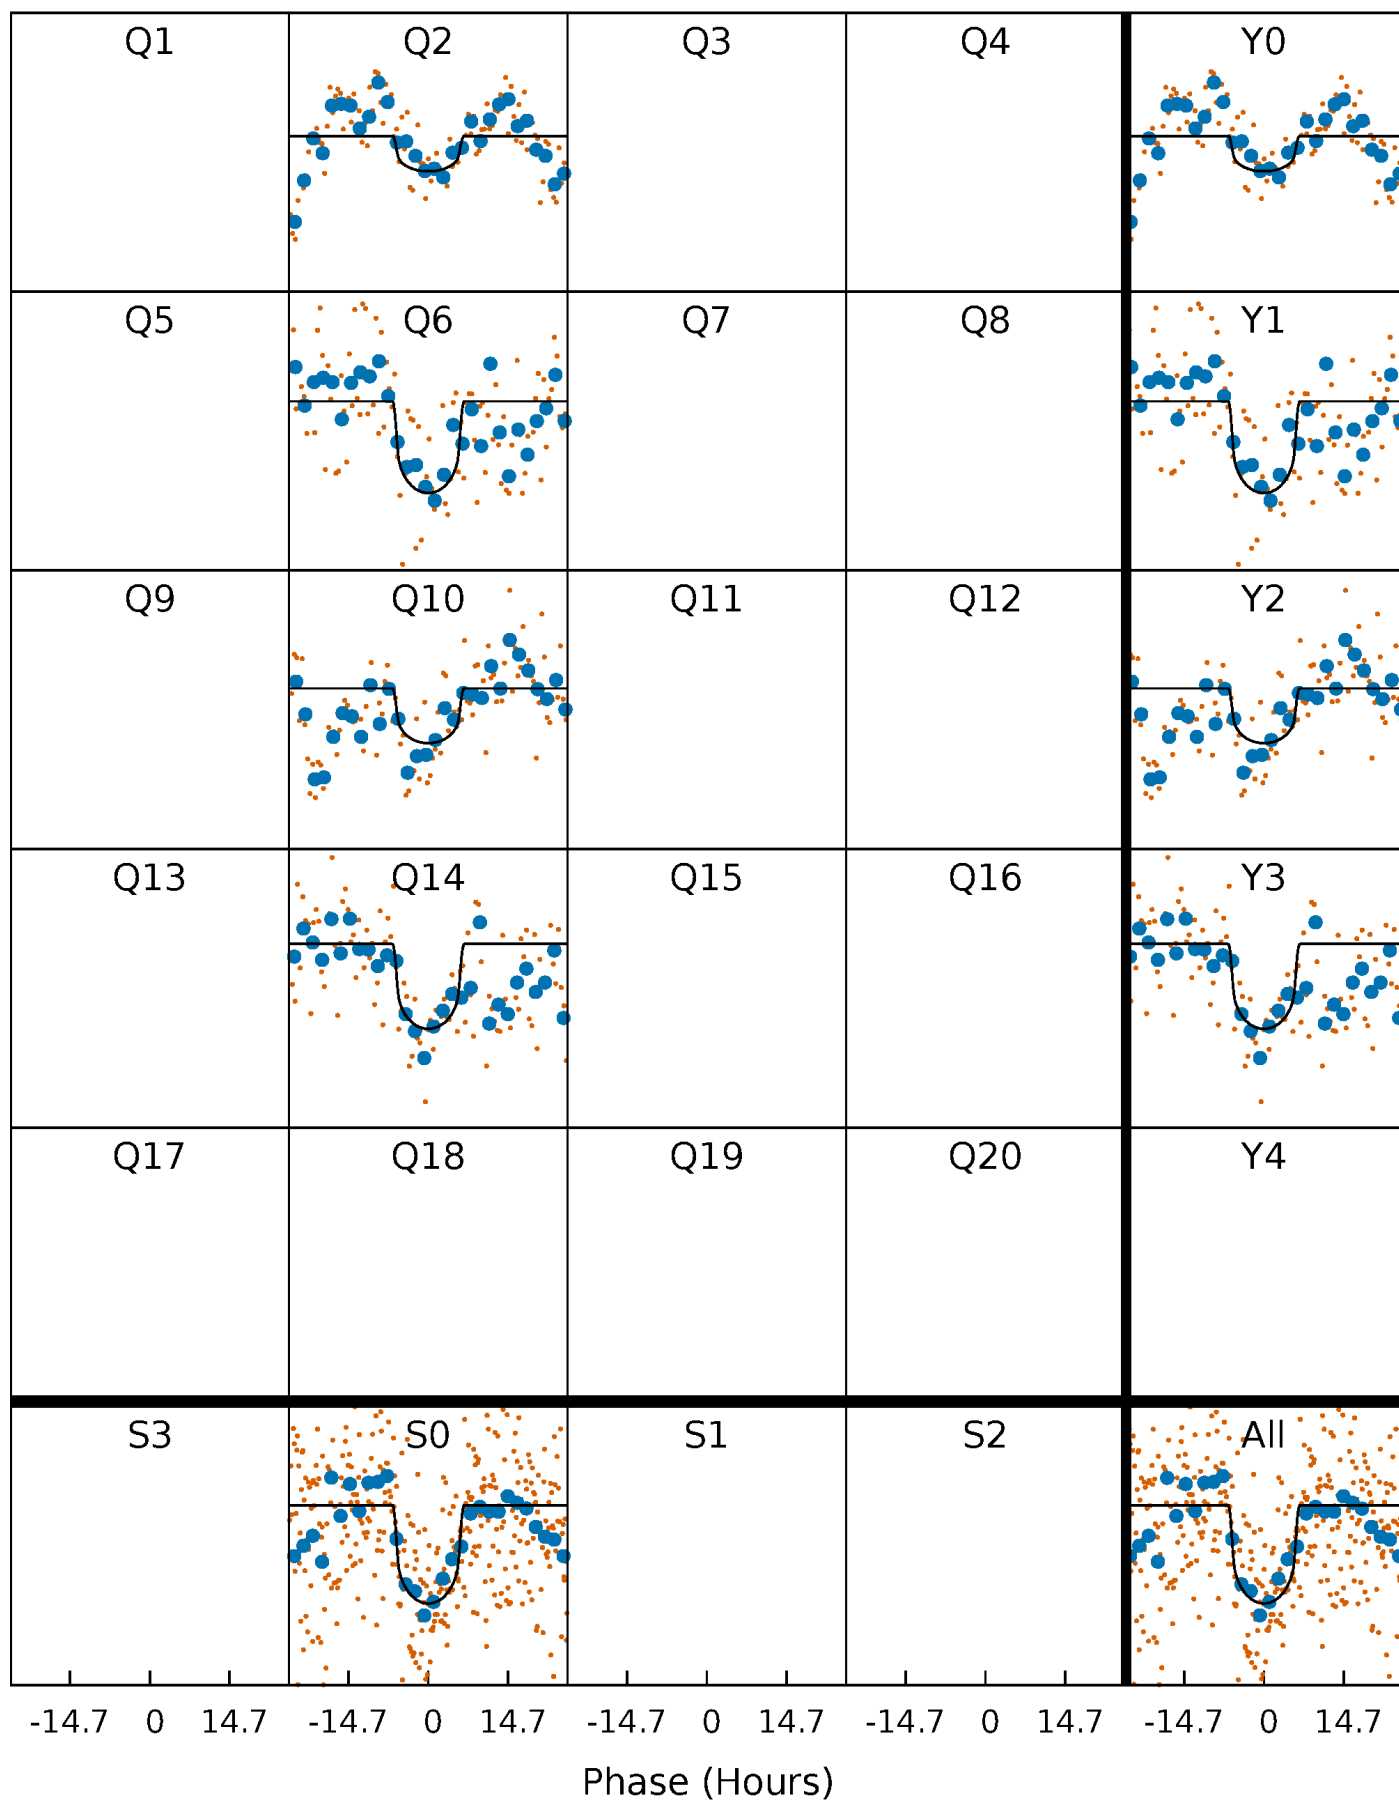 Q1 Q2 Q3 Q4 Y0
Q5 Q6 Q7 Q8 Y1
Q9 Q10 Q11 Q12 Y2
Q13 Q14 Q15 Q16 Y3
Q17 Q18 Q19 Q20 Y4
S3 S0 S1 S2 All
-14.7 0 14.7 -14.7 0 14.7 -14.7 0 14.7 -14.7 0 14.7 -14.7 0 14.7
Phase (Hours)